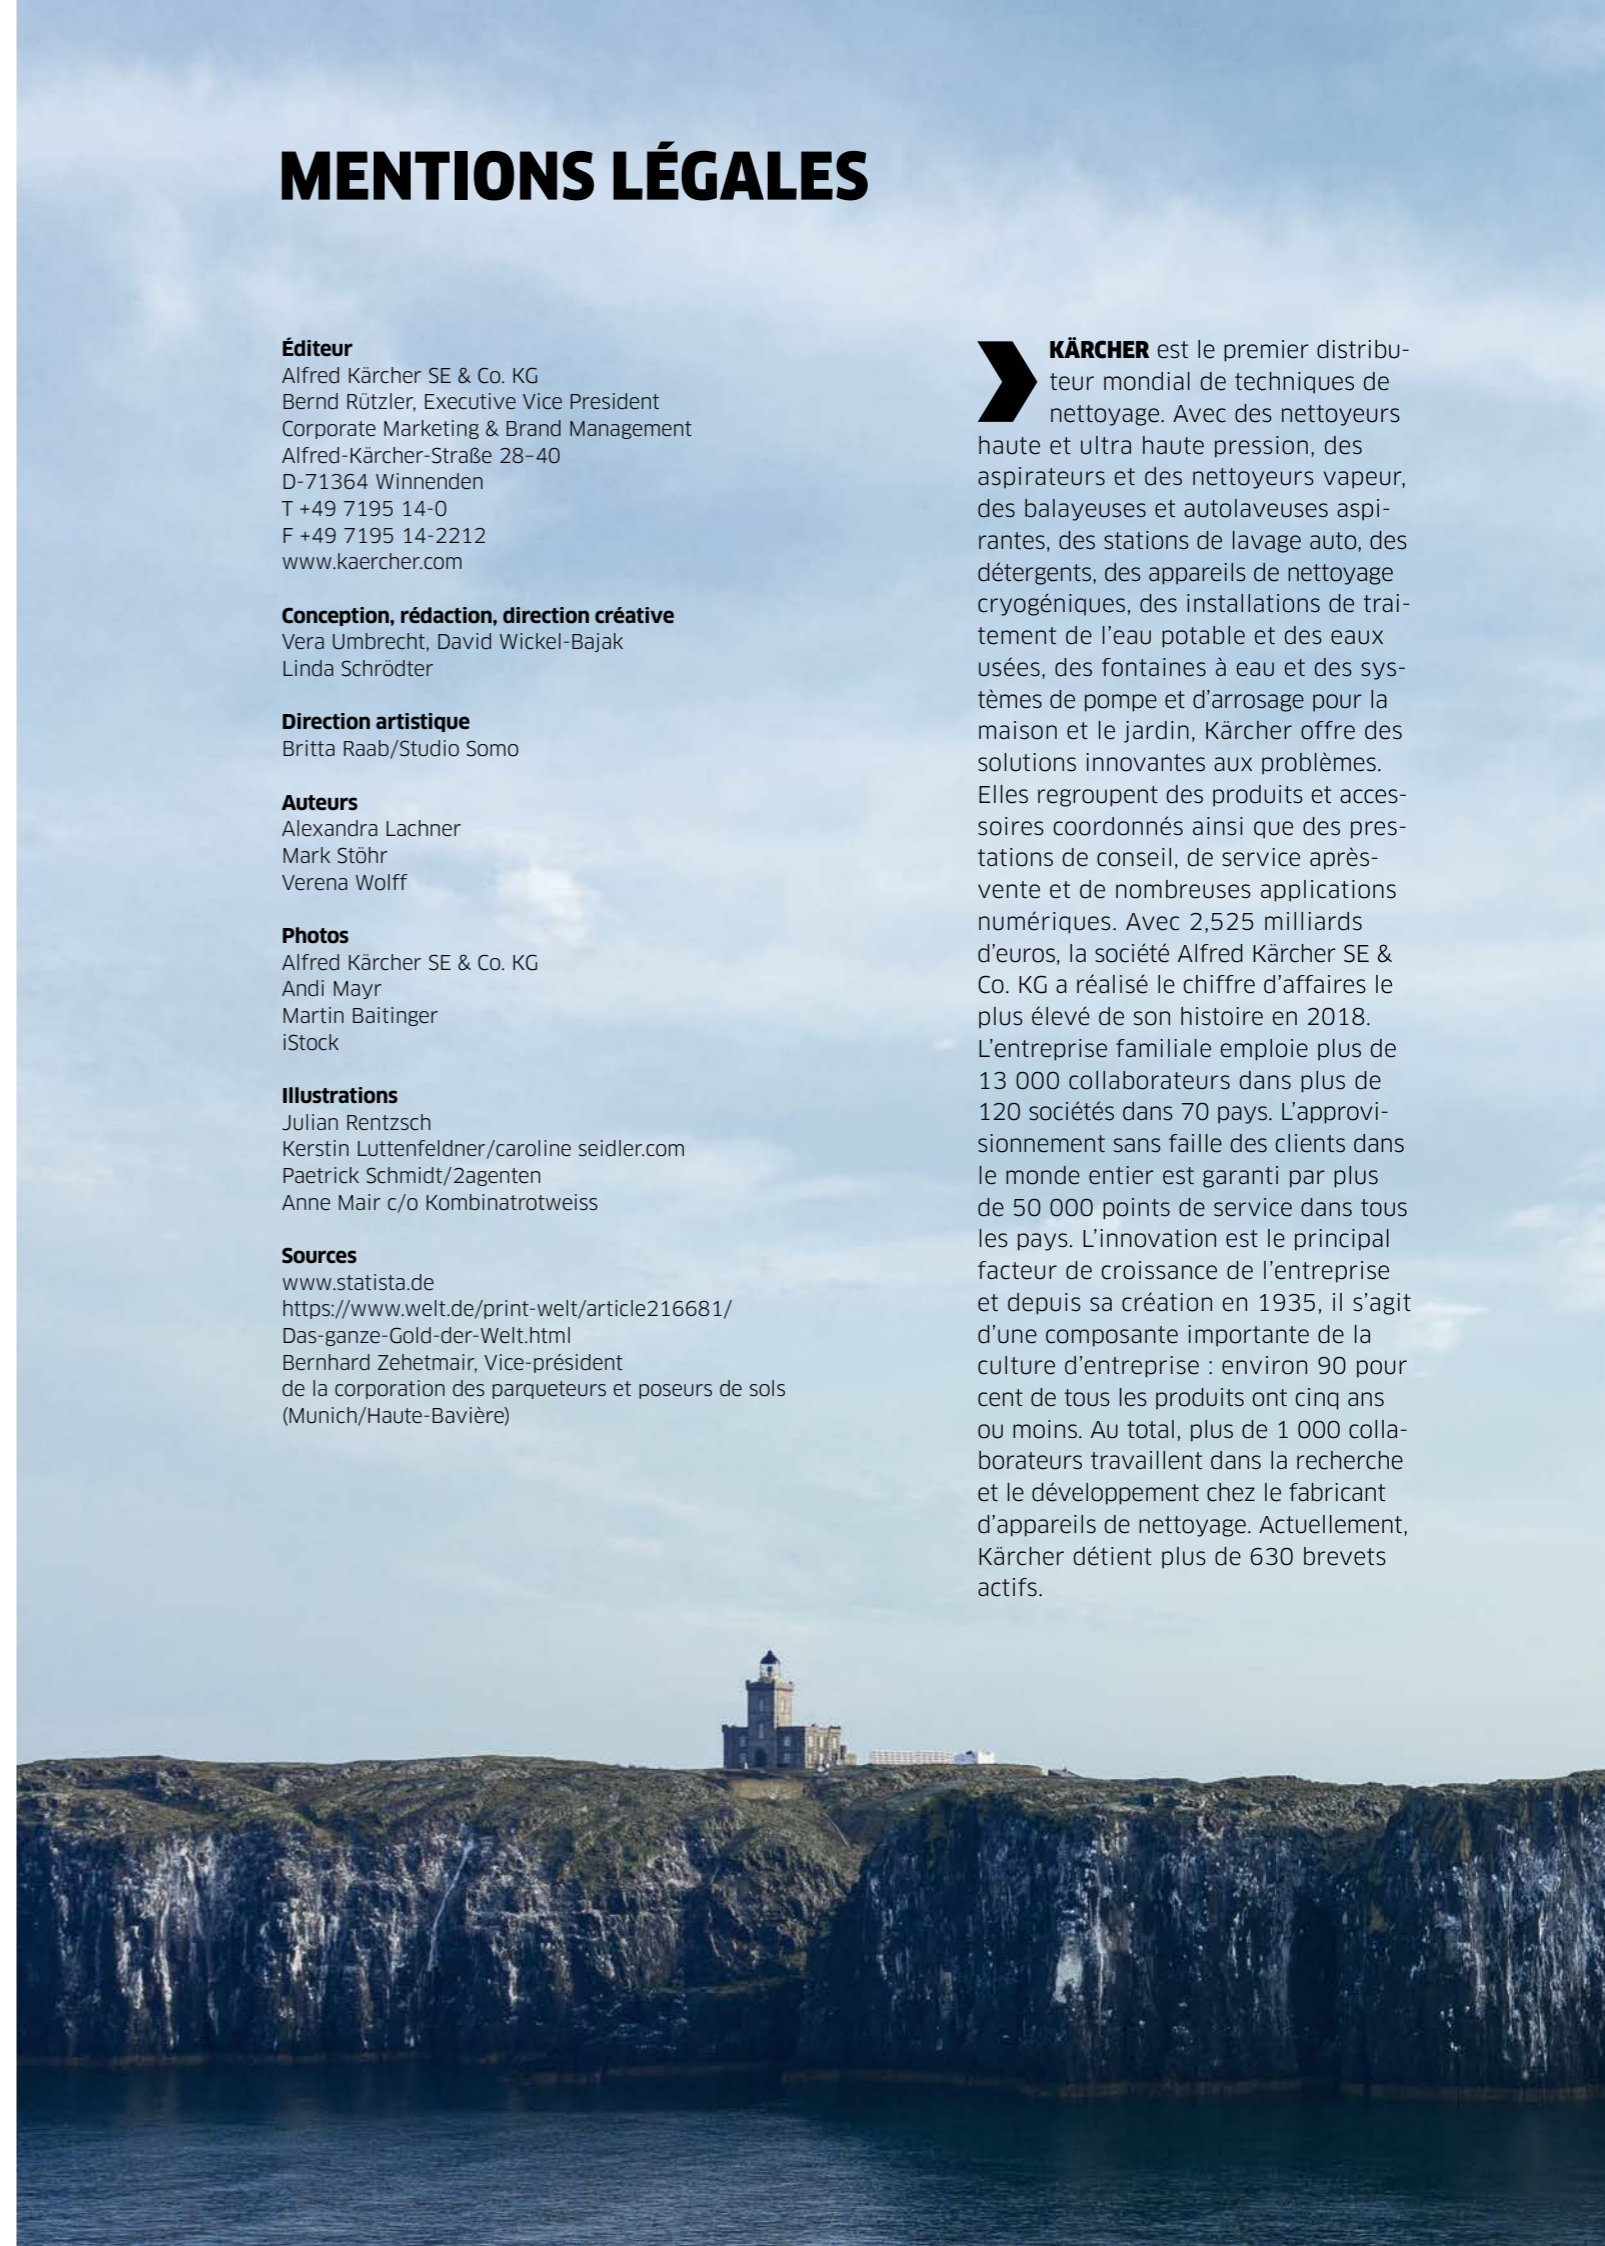 MENTIONS LÉGALES
Éditeur
Alfred Kärcher SE & Co. KG
Bernd Rützler, Executive Vice President
Corporate Marketing & Brand Management
Alfred-Kärcher-Straße 28–40
D-71364 Winnenden
T +49 7195 14-0
F +49 7195 14-2212
www.kaercher.com
Conception, rédaction, direction créative
Vera Umbrecht, David Wickel-Bajak
Linda Schrödter
Direction artistique
Britta Raab/Studio Somo
Auteurs
Alexandra Lachner
Mark Stöhr
Verena Wolff
Photos
Alfred Kärcher SE & Co. KG
Andi Mayr
Martin Baitinger
iStock
Illustrations
Julian Rentzsch
Kerstin Luttenfeldner/caroline seidler.com
Paetrick Schmidt/2agenten
Anne Mair c/o Kombinatrotweiss
Sources
www.statista.de
https://www.welt.de/print-welt/article216681/
Das-ganze-Gold-der-Welt.html
Bernhard Zehetmair, Vice-président
de la corporation des parqueteurs et poseurs de sols
(Munich/Haute-Bavière)
KÄRCHER est le premier distribu-
teur mondial de techniques de
nettoyage. Avec des nettoyeurs
haute et ultra haute pression, des
aspirateurs et des nettoyeurs vapeur,
des balayeuses et autolaveuses aspi-
rantes, des stations de lavage auto, des
détergents, des appareils de nettoyage
cryogéniques, des installations de trai-
tement de l’eau potable et des eaux
usées, des fontaines à eau et des sys-
tèmes de pompe et d’arrosage pour la
maison et le jardin, Kärcher offre des
solutions innovantes aux problèmes.
Elles regroupent des produits et acces-
soires coordonnés ainsi que des pres-
tations de conseil, de service après-
vente et de nombreuses applications
numériques. Avec 2,525 milliards
d’euros, la société Alfred Kärcher SE &
Co. KG a réalisé le chiffre d’affaires le
plus élevé de son histoire en 2018.
L’entreprise familiale emploie plus de
13 000 collaborateurs dans plus de
120 sociétés dans 70 pays. L’approvi-
sionnement sans faille des clients dans
le monde entier est garanti par plus
de 50 000 points de service dans tous
les pays. L’innovation est le principal
facteur de croissance de l’entreprise
et depuis sa création en 1935, il s’agit
d’une composante importante de la
culture d’entreprise : environ 90 pour
cent de tous les produits ont cinq ans
ou moins. Au total, plus de 1 000 colla-
borateurs travaillent dans la recherche
et le développement chez le fabricant
d’appareils de nettoyage. Actuellement,
Kärcher détient plus de 630 brevets
actifs.